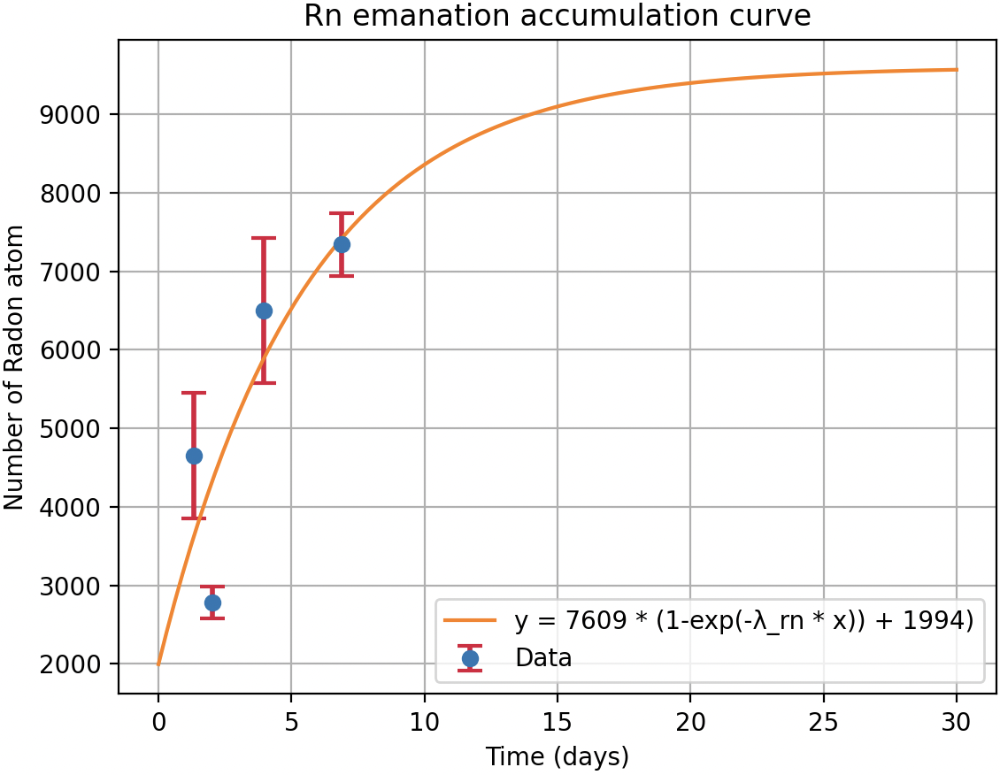 Rn emanation accumulation curve
Number of Radon atom
9000
8000
7000
6000
5000
4000
3000
2000
y = 7609 * (1-exp(-λ_rn * x)) + 1994)
Data
0 5 10 15 20 25 30
Time (days)